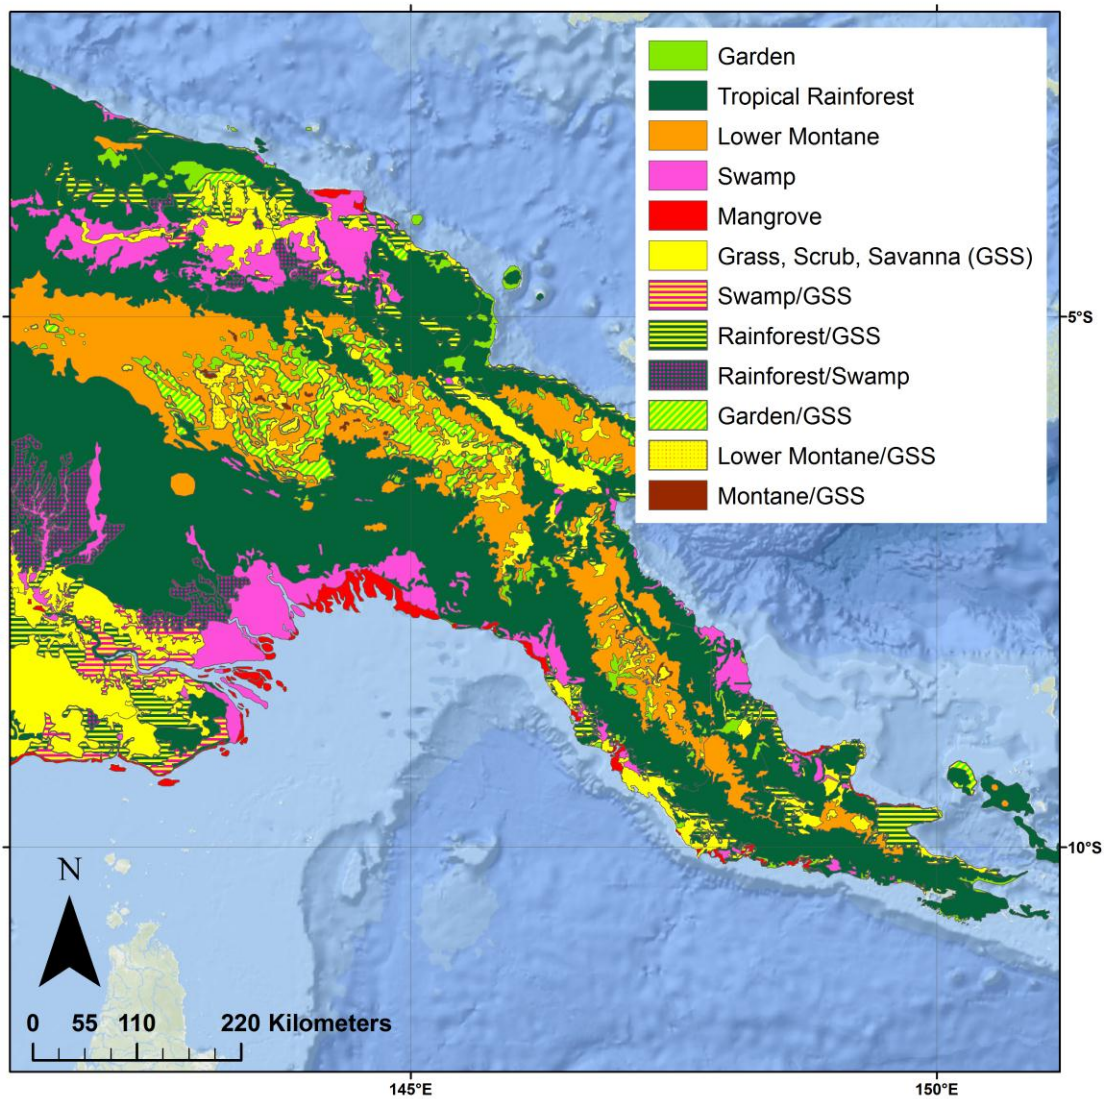 Garden
Tropical Rainforest
Lower Montane
Swamp
Mangrove
Grass, Scrub, Savanna (GSS)
Swamp/GSS
Rainforest/GSS
Rainforest/Swamp
Garden/GSS
Lower Montane/GSS
Montane/GSS
5°S
10°S
N
0 55 110 220 Kilometers
145°E 150°E